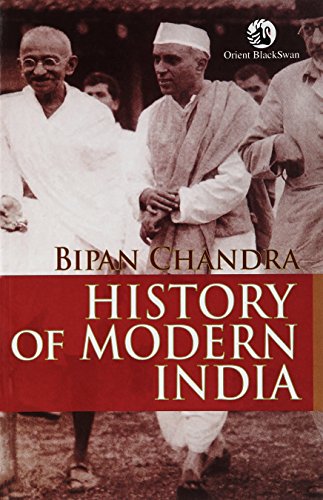 Orient BlackSwan
BIPAN CHANDRA
HISTORY
OF MODERN
INDIA